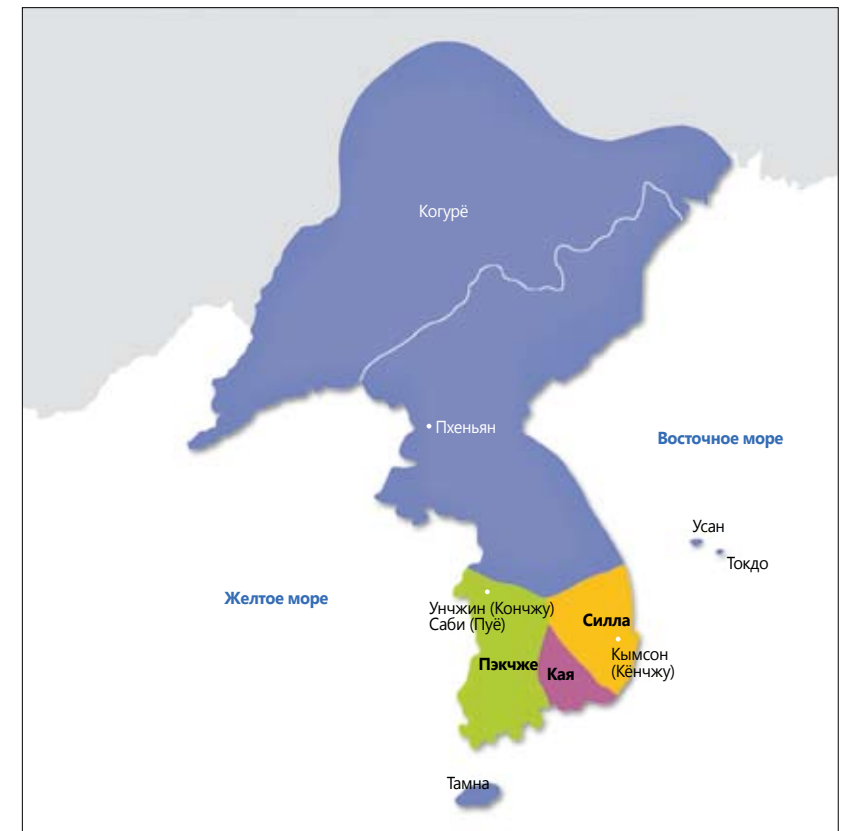 Когурё
Пхеньян
Восточное море
Усан
Токдо
Желтое море
Унчжин (Кончжу)
Саби (Пуё)
Силла
Кымсон
(Кёнчжу)
Пэкчже
Кая
Тамна